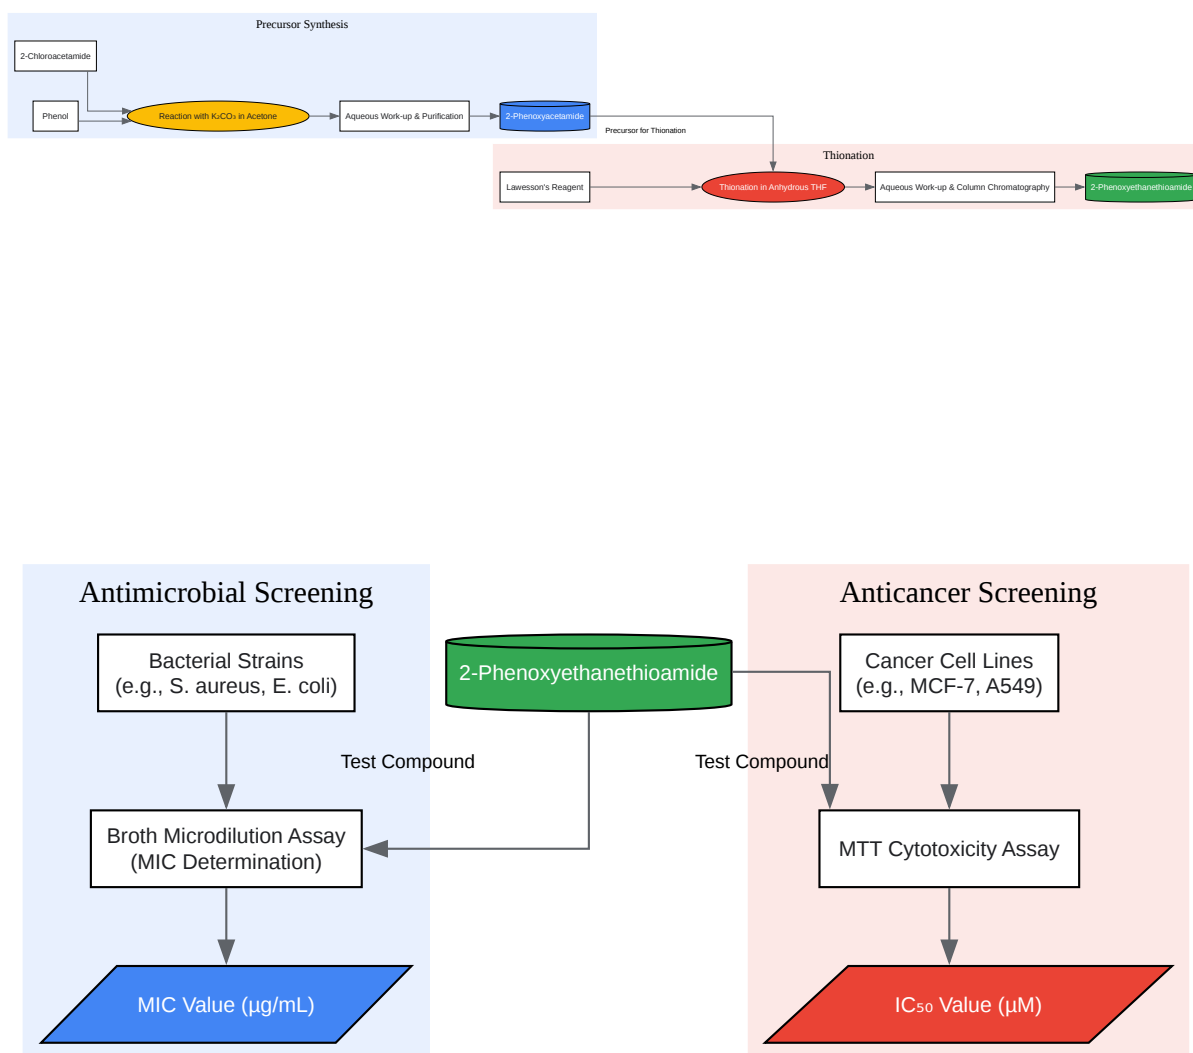 Precursor Synthesis
2-Chloroacetamide
Phenol
Reaction with K₂CO₃ in Acetone
Aqueous Work-up & Purification
2-Phenoxyacetamide
Precursor for Thionation
Thionation
Lawesson's Reagent
Thionation in Anhydrous THF
Aqueous Work-up & Column Chromatography
2-Phenoxyethanethioamide
Antimicrobial Screening
Bacterial Strains
(e.g., S. aureus, E. coli)
Test Compound
Broth Microdilution Assay
(MIC Determination)
MIC Value (µg/mL)
2-Phenoxyethanethioamide
Anticancer Screening
Cancer Cell Lines
(e.g., MCF-7, A549)
Test Compound
MTT Cytotoxicity Assay
IC₅₀ Value (µM)